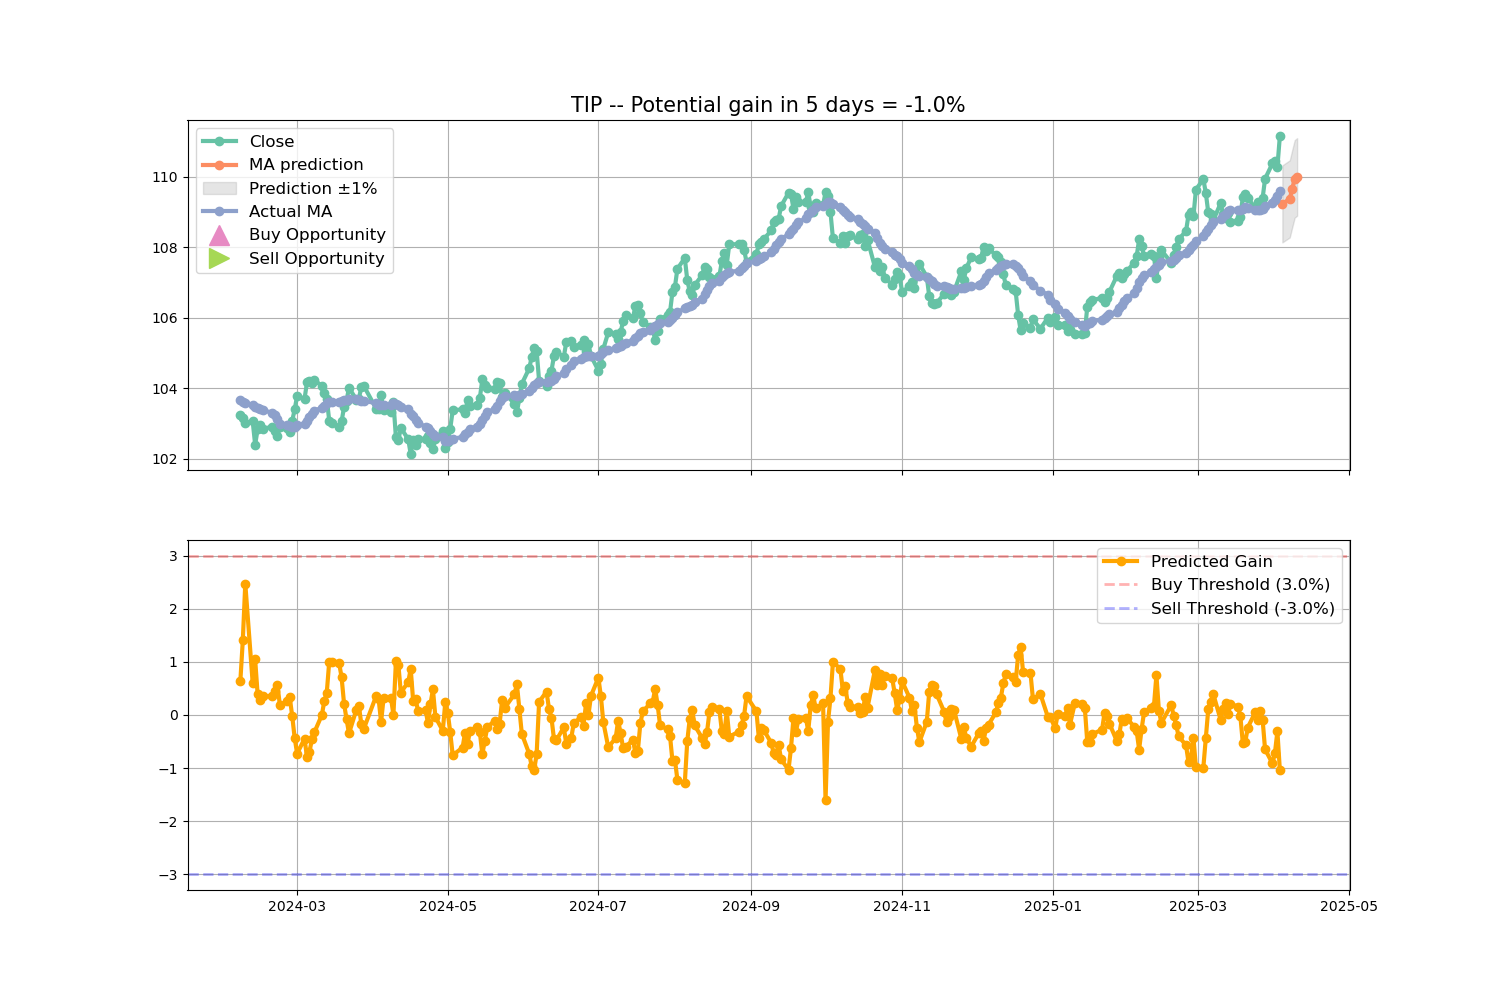 TIP -- Potential gain in 5 days = -1.0%
Close
MA prediction
Prediction ±1%
Actual MA
Buy Opportunity
Sell Opportunity
110
108
106
104
102
Predicted Gain
Buy Threshold (3.0%)
Sell Threshold (-3.0%)
3
2
1
0
−1
−2
−3
2024-03 2024-05 2024-07 2024-09 2024-11 2025-01 2025-03 2025-05